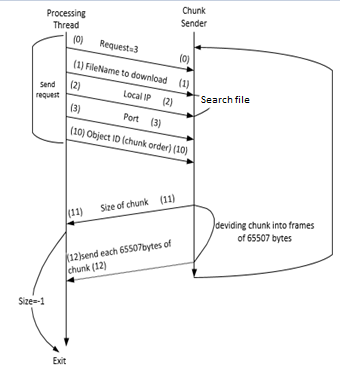 Processing
Thread
Chunk
Sender
(0)
Request=3
(0)
(1) FileName to download (1)
(2)
Local IP
(2)
Search file
Send
request
(3)
Port
(3)
(10) Object ID (chunk order) (10)
Size of chunk
(11)
(11)
deviding chunk into frames
of 65507 bytes
(12)send each 65507bytes of
chunk (12)
Size=-1
Exit